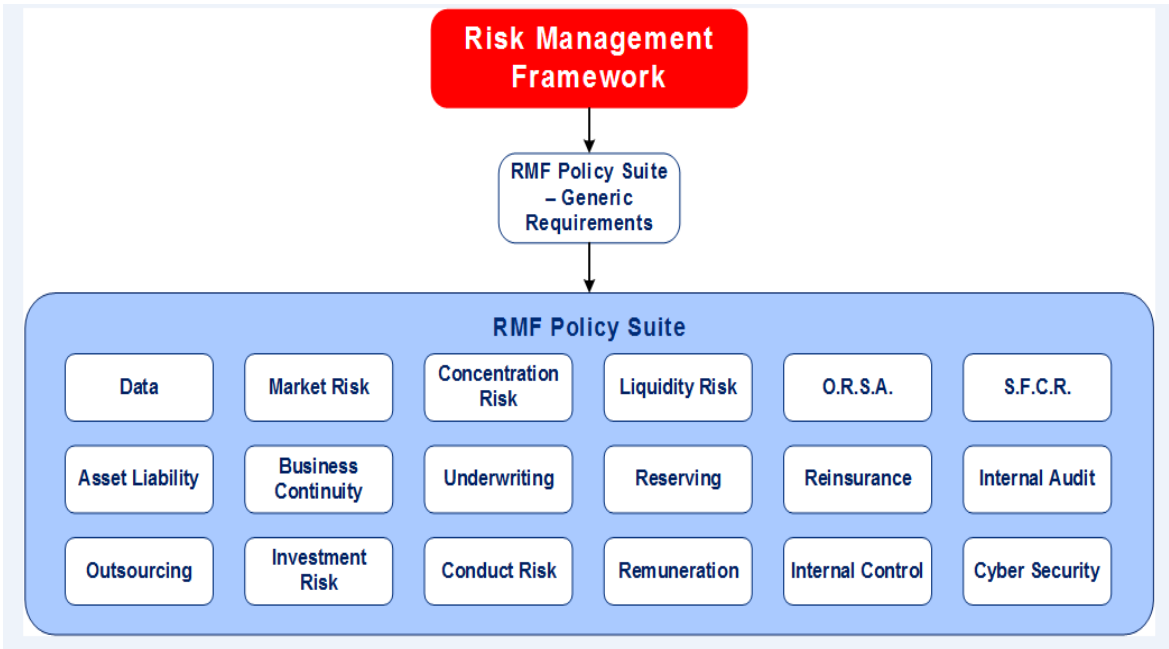 Risk Management
Framework
RMF Policy Suite
– Generic
Requirements
RMF Policy Suite
Data
Market Risk
Concentration
Risk
Liquidity Risk
O.R.S.A.
S.F.C.R.
Asset Liability
Business
Continuity
Underwriting
Reserving
Reinsurance
Internal Audit
Outsourcing
Investment
Risk
Conduct Risk
Remuneration
Internal Control
Cyber Security